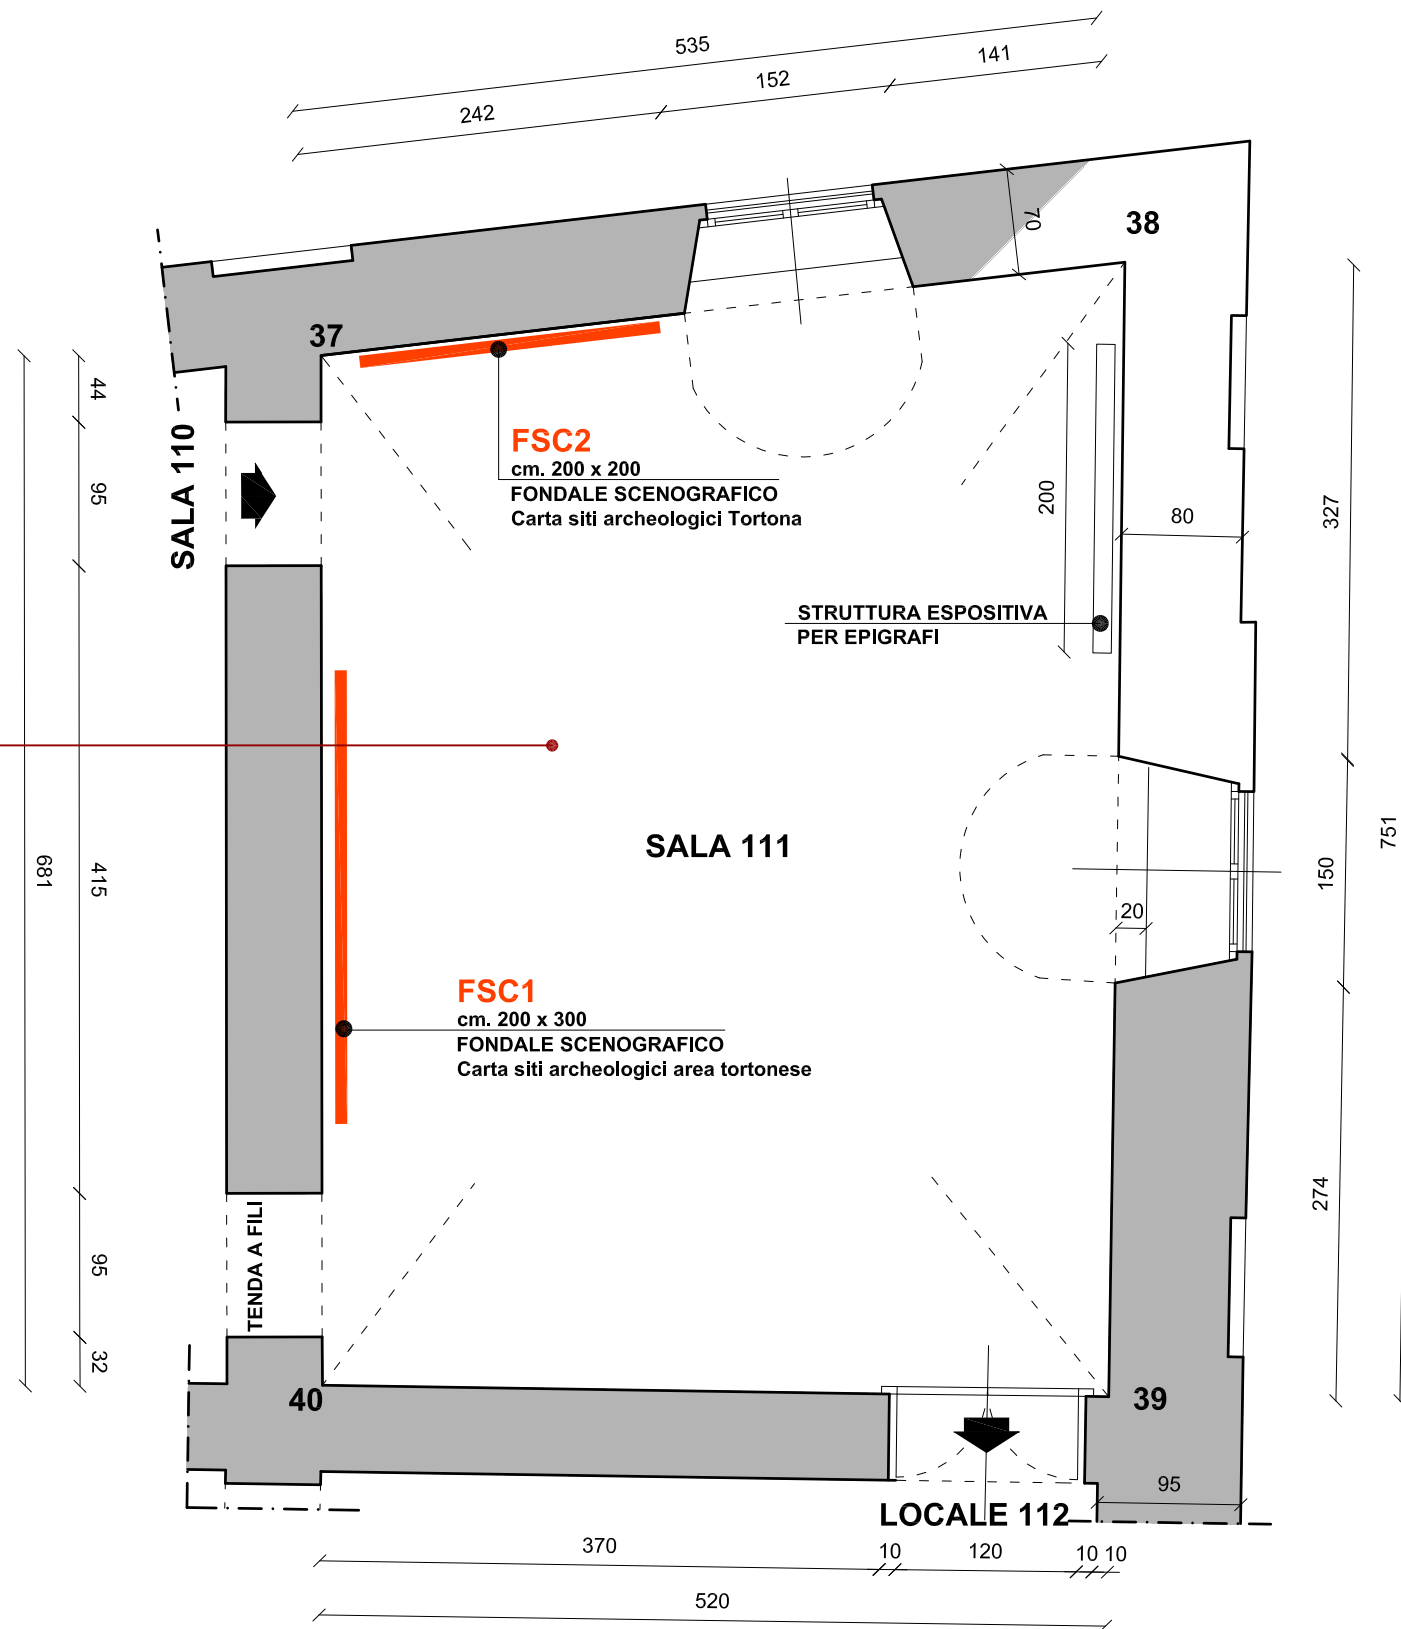 535
152
141
242
70
38
37
44
SALA 110
95
FSC2
cm. 200 x 200
FONDALE SCENOGRAFICO
Carta siti archeologici Tortona
200
80
327
STRUTTURA ESPOSITIVA
PER EPIGRAFI
SALA 111
681
415
751
150
20
FSC1
cm. 200 x 300
FONDALE SCENOGRAFICO
Carta siti archeologici area tortonese
274
TENDA A FILI
95
32
40
39
95
LOCALE 112
370
10
120
10
10
520